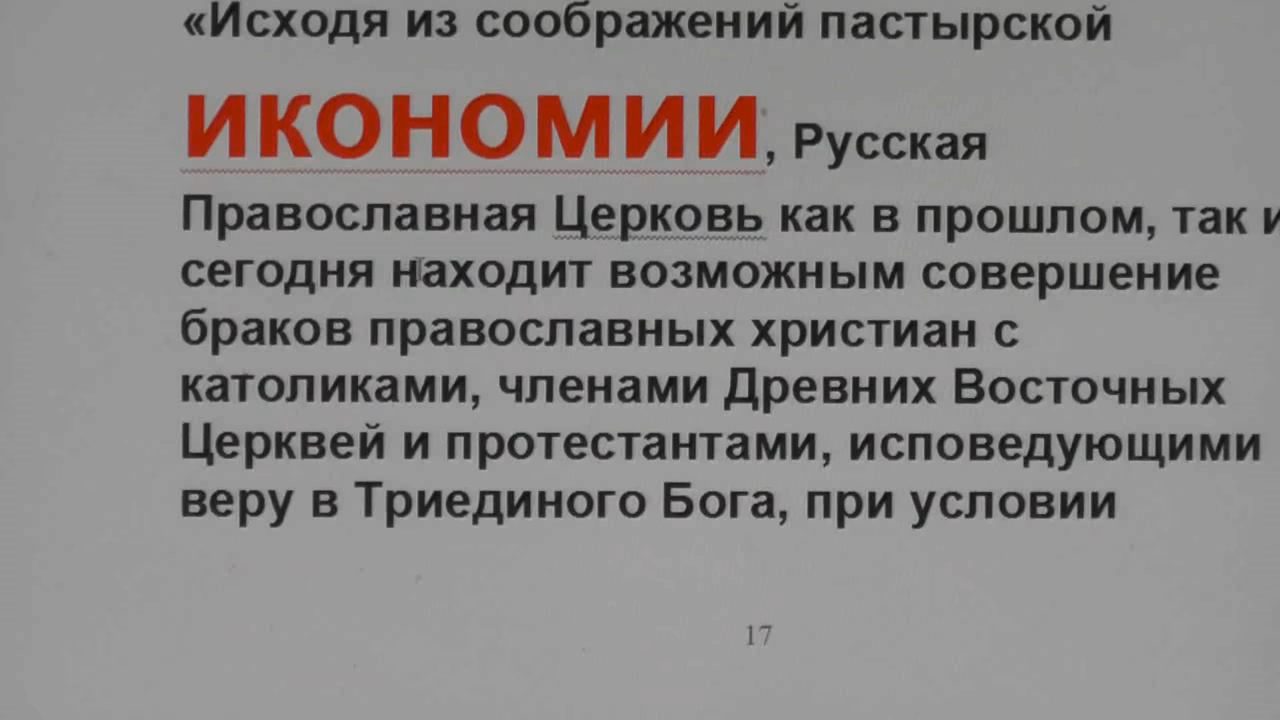 «Исходя из соображений пастырской
икономии, Русская
Православная Церковь как в прошлом, так и
сегодня находит возможным совершение
браков православных христиан с
католиками, членами Древних Восточных
Церквей и протестантами, исповедующими
веру в Триединого Бога, при условии
17